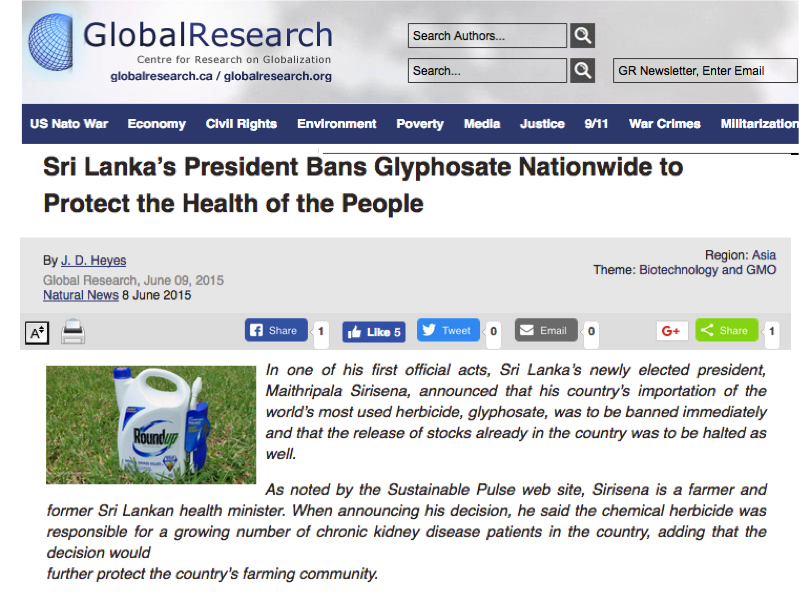 GlobalResearch
Centre for Research on Globalization
globalresearch.ca / globalresearch.org
Search Authors...
Search...
GR Newsletter, Enter Email
US Nato War Economy Civil Rights Environment Poverty Media Justice 9/11 War Crimes Militarization
Sri Lanka's President Bans Glyphosate Nationwide to
Protect the Health of the People
By J. D. Heyes
Global Research, June 09, 2015
Natural News 8 June 2015
Region: Asia
Theme: Biotechnology and GMO
A
Share 1 Like 5 Tweet 0 Email 0 G+ Share 1
Roundup
In one of his first official acts, Sri Lanka's newly elected president,
Maithripala Sirisena, announced that his country's importation of the
world's most used herbicide, glyphosate, was to be banned immediately
and that the release of stocks already in the country was to be halted as
well.
As noted by the Sustainable Pulse web site, Sirisena is a farmer and
former Sri Lankan health minister. When announcing his decision, he said the chemical herbicide was
responsible for a growing number of chronic kidney disease patients in the country, adding that the
decision would
further protect the country's farming community.